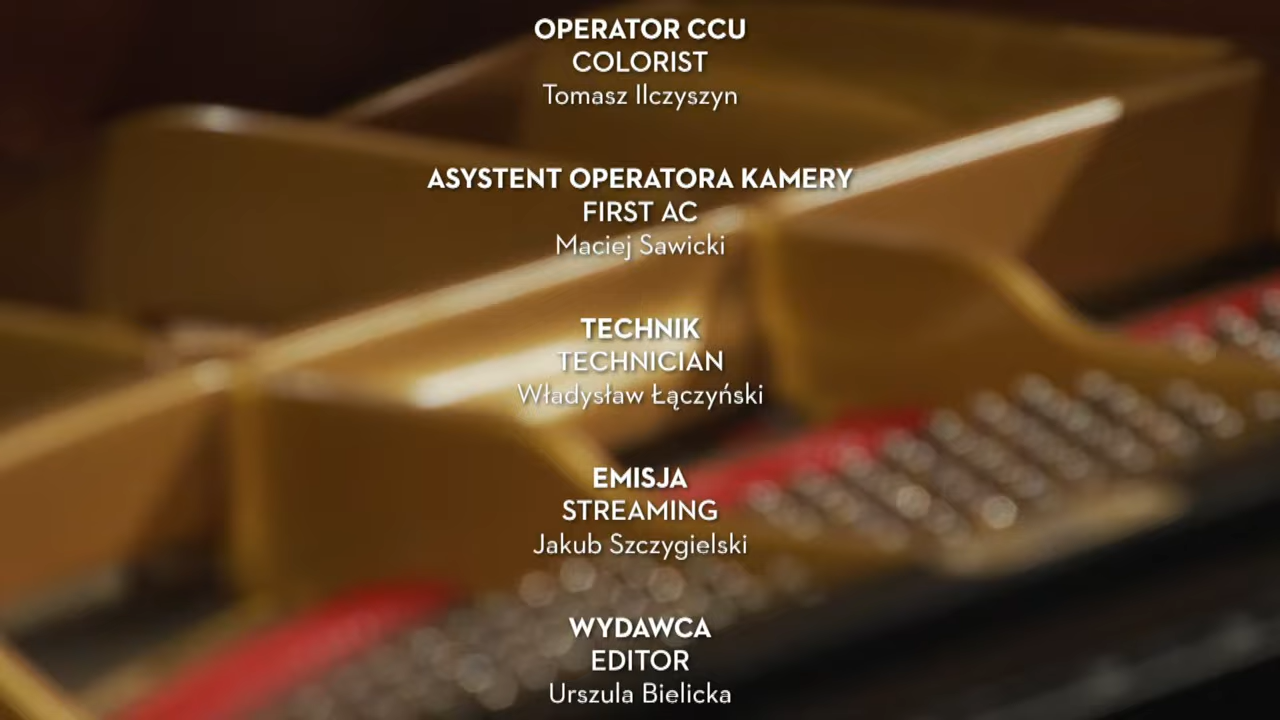 OPERATOR CCU
COLORIST
Tomasz Ilczyszyn
ASYSTENT OPERATORA KAMERY
FIRST AC
Maciej Sawicki
TECHNIK
TECHNICIAN
Władysław Łączyński
EMISJA
STREAMING
Jakub Szczygielski
WYDAWCA
EDITOR
Urszula Bielicka